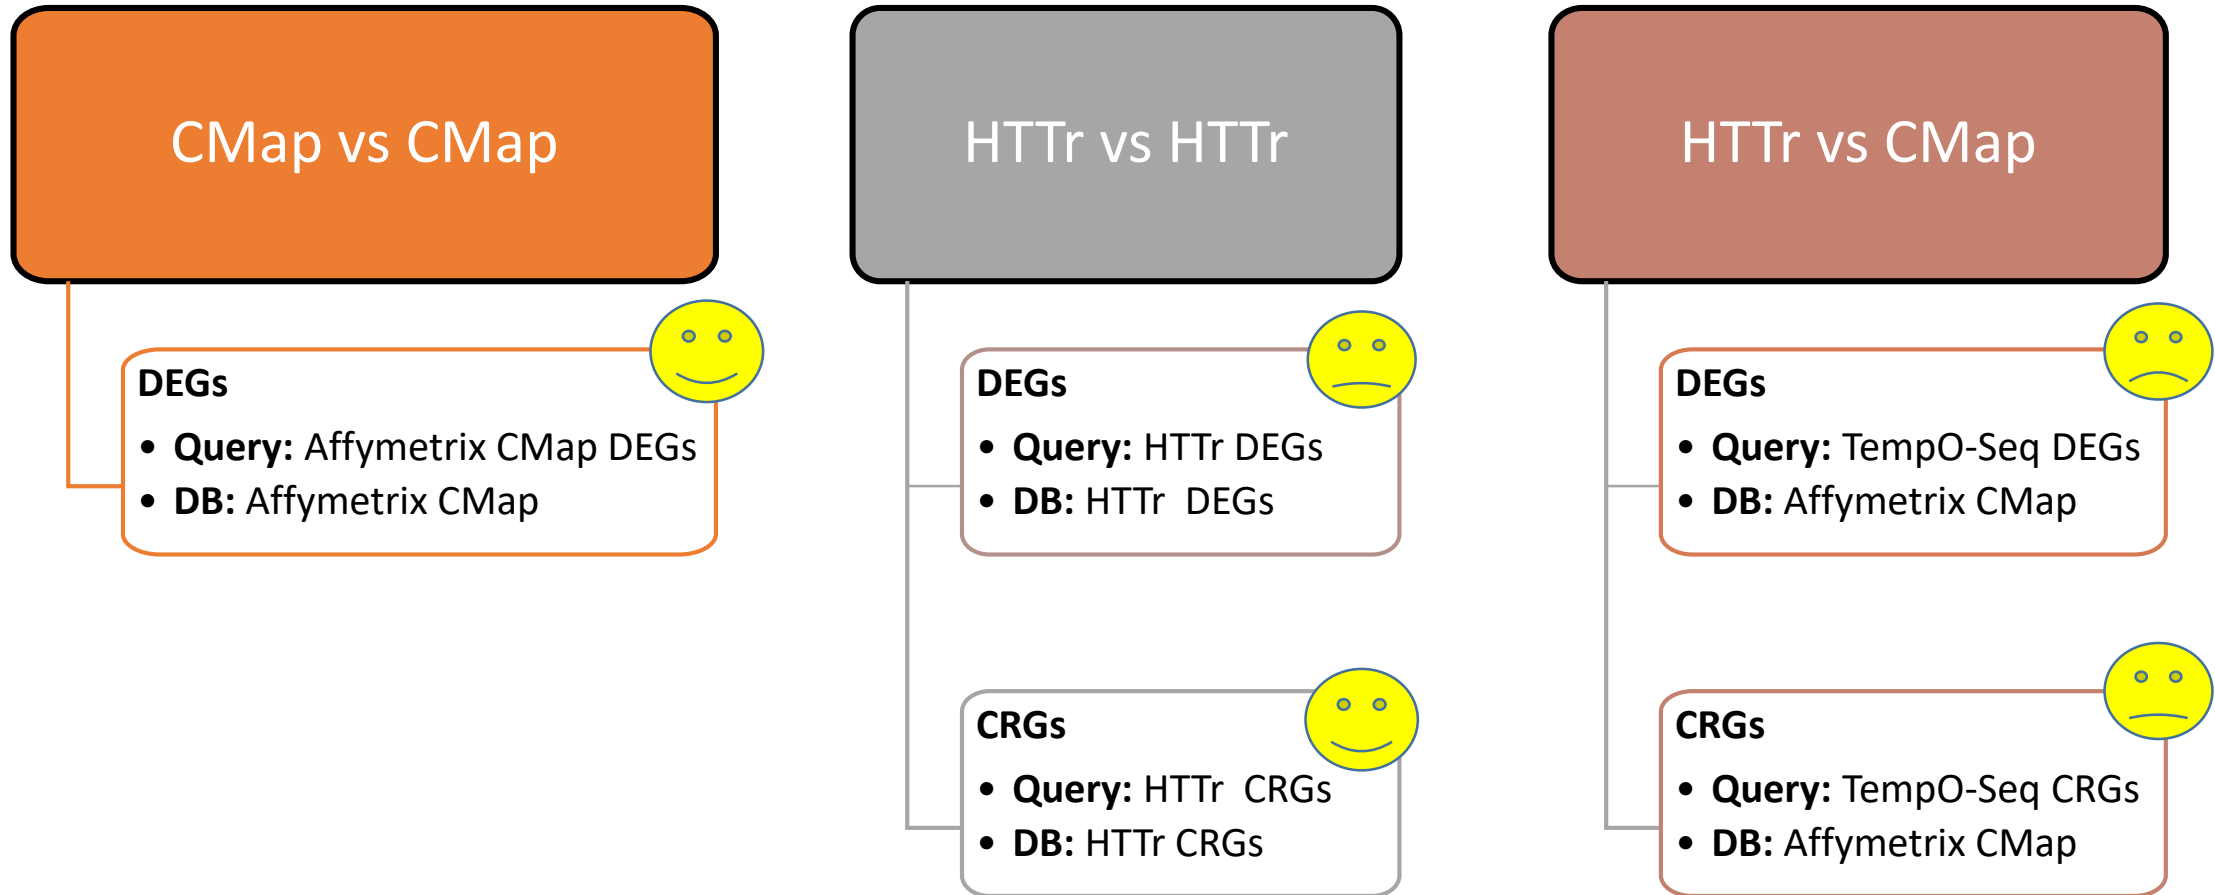 CMap vs CMap
DEGs
• Query: Affymetrix CMap DEGs
• DB: Affymetrix CMap
HTTr vs HTTr
DEGs
• Query: HTTr DEGs
• DB: HTTr DEGs
CRGs
• Query: HTTr CRGs
• DB: HTTr CRGs
HTTr vs CMap
DEGs
• Query: TempO-Seq DEGs
• DB: Affymetrix CMap
CRGs
• Query: TempO-Seq CRGs
• DB: Affymetrix CMap